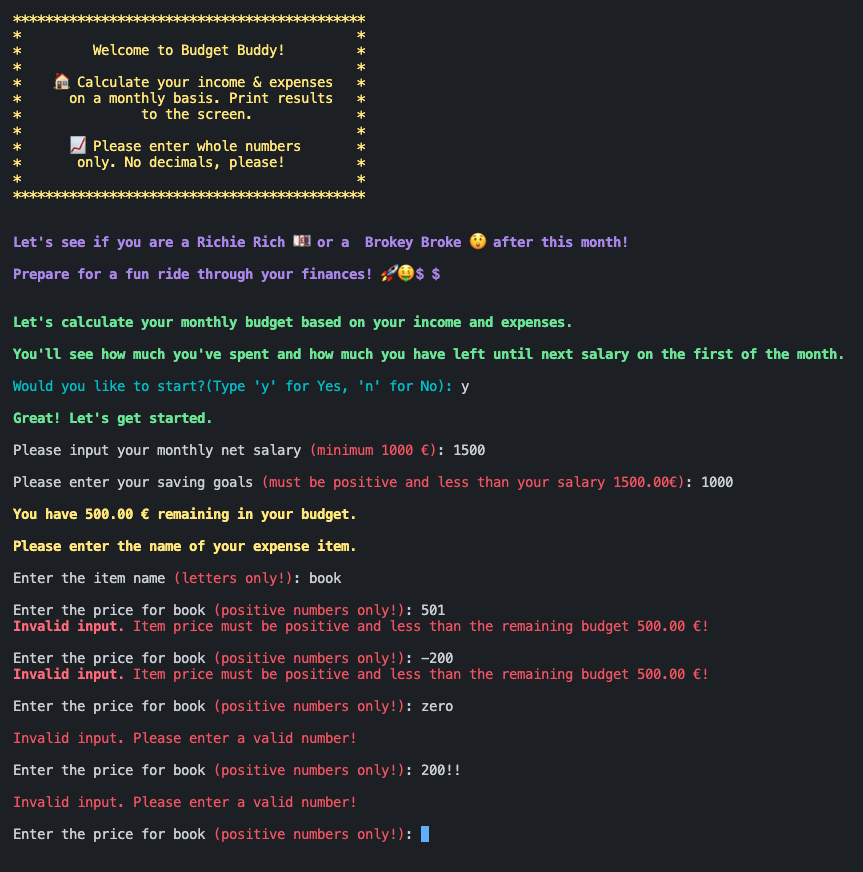 ********************************************
* *
* Welcome to Budget Buddy! *
* *
* 🏠 Calculate your income & expenses *
* on a monthly basis. Print results *
* to the screen. *
* *
* 📈 Please enter whole numbers *
* only. No decimals, please! *
* *
********************************************
Let's see if you are a Richie Rich 💵 or a  Brokey Broke 😲 after this month!
Prepare for a fun ride through your finances! 🚀🤑$ $
Let's calculate your monthly budget based on your income and expenses.
You'll see how much you've spent and how much you have left until next salary on the first of the month.
Would you like to start?(Type 'y' for Yes, 'n' for No): y
Great! Let's get started.
Please input your monthly net salary (minimum 1000 €): 1500
Please enter your saving goals (must be positive and less than your salary 1500.00€): 1000
You have 500.00 € remaining in your budget.
Please enter the name of your expense item.
Enter the item name (letters only!): book
Enter the price for book (positive numbers only!): 501
Invalid input. Item price must be positive and less than the remaining budget 500.00 €!
Enter the price for book (positive numbers only!): -200
Invalid input. Item price must be positive and less than the remaining budget 500.00 €!
Enter the price for book (positive numbers only!): zero
Invalid input. Please enter a valid number!
Enter the price for book (positive numbers only!): 200!!
Invalid input. Please enter a valid number!
Enter the price for book (positive numbers only!):